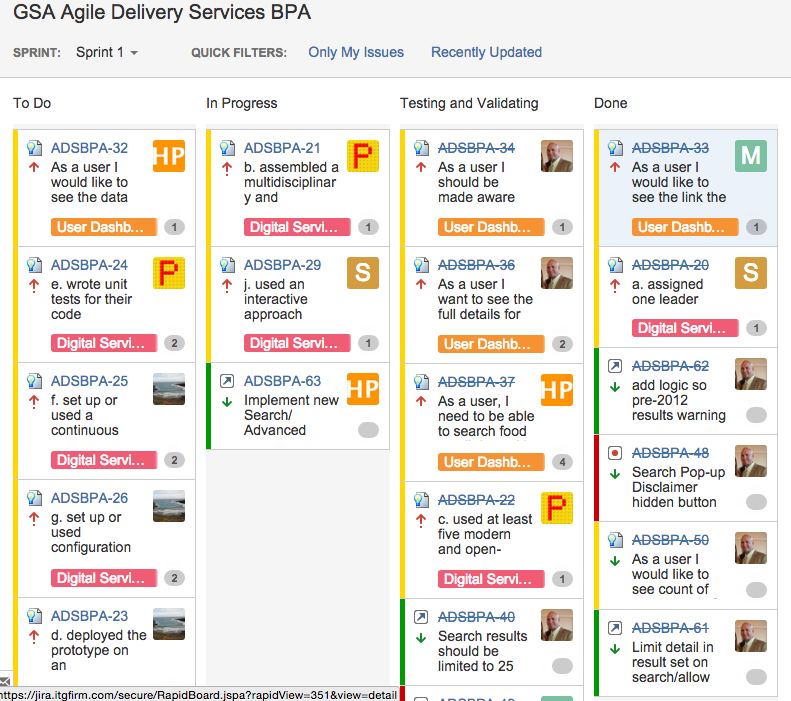 GSA Agile Delivery Services BPA
SPRINT: Sprint 1 QUICK FILTERS: Only My Issues Recently Updated
To Do
ADSBPA-32
HP
As a user I
would like to
see the data
User Dashb... 1
ADSBPA-24
P
e. wrote unit
tests for their
code
Digital Servi... 2
ADSBPA-25
f. set up or
used a
continuous
Digital Servi... 2
ADSBPA-26
g. set up or
used
configuration
Digital Servi... 2
ADSBPA-23
d. deployed the
prototype on
an
In Progress
ADSBPA-21
P
b. assembled a
multidisciplinar
y and
Digital Servi... 1
ADSBPA-29
S
j. used an
interactive
approach
Digital Servi... 1
ADSBPA-63
HP
Implement new
Search/
Advanced
Testing and Validating
ADSBPA-34
As a user I
should be
made aware
User Dashb... 1
ADSBPA-36
As a user I
want to see the
full details for
User Dashb... 2
ADSBPA-37
HP
As a user, I
need to be able
to search food
User Dashb... 4
ADSBPA-22
P
c. used at least
five modern
and open-
Digital Servi... 1
ADSBPA-40
Search results
should be
limited to 25
Done
ADSBPA-33
M
As a user I
would like to
see the link the
User Dashb... 1
ADSBPA-20
S
a. assigned
one leader
Digital Servi... 1
ADSBPA-62
add logic so
pre-2012
results warning
ADSBPA-48
Search Pop-up
Disclaimer
hidden button
ADSBPA-50
As a user I
would like to
see count of
ADSBPA-61
Limit detail in
result set on
search/allow
https://jira.itgfirm.com/secure/RapidBoard.jspa?rapidView=351&view=detail